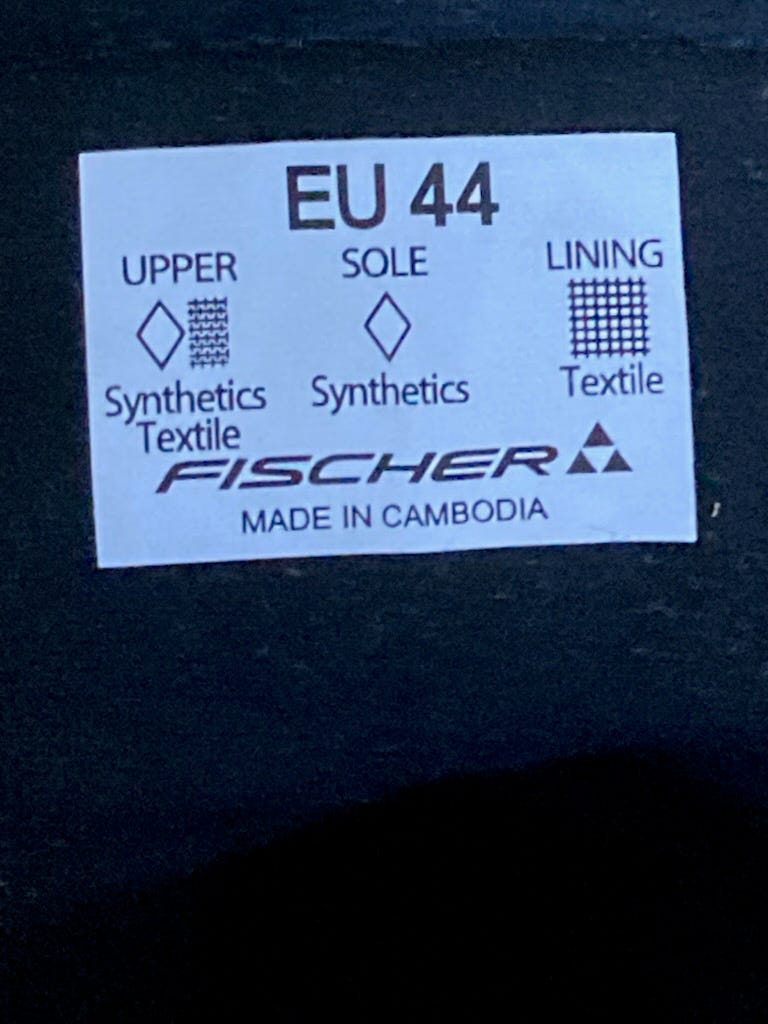 EU 44
UPPER SOLE LINING
Synthetics Synthetics Textile
Textile
FISCHER
MADE IN CAMBODIA